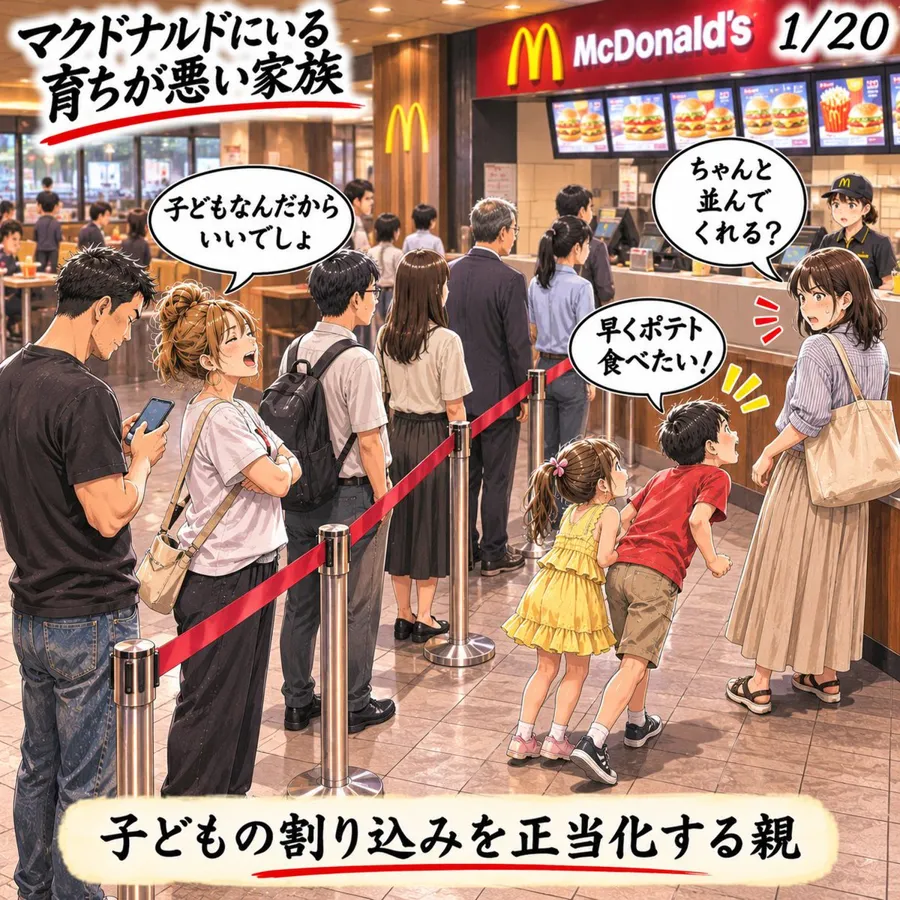 マクドナルドにいる
育ちが悪い家族
McDonald's
1/20
子どもなんだから
いいでしょ
ちゃんと
並んで
くれる?
早くポテト
食べたい!
子どもの割り込みを正当化する親